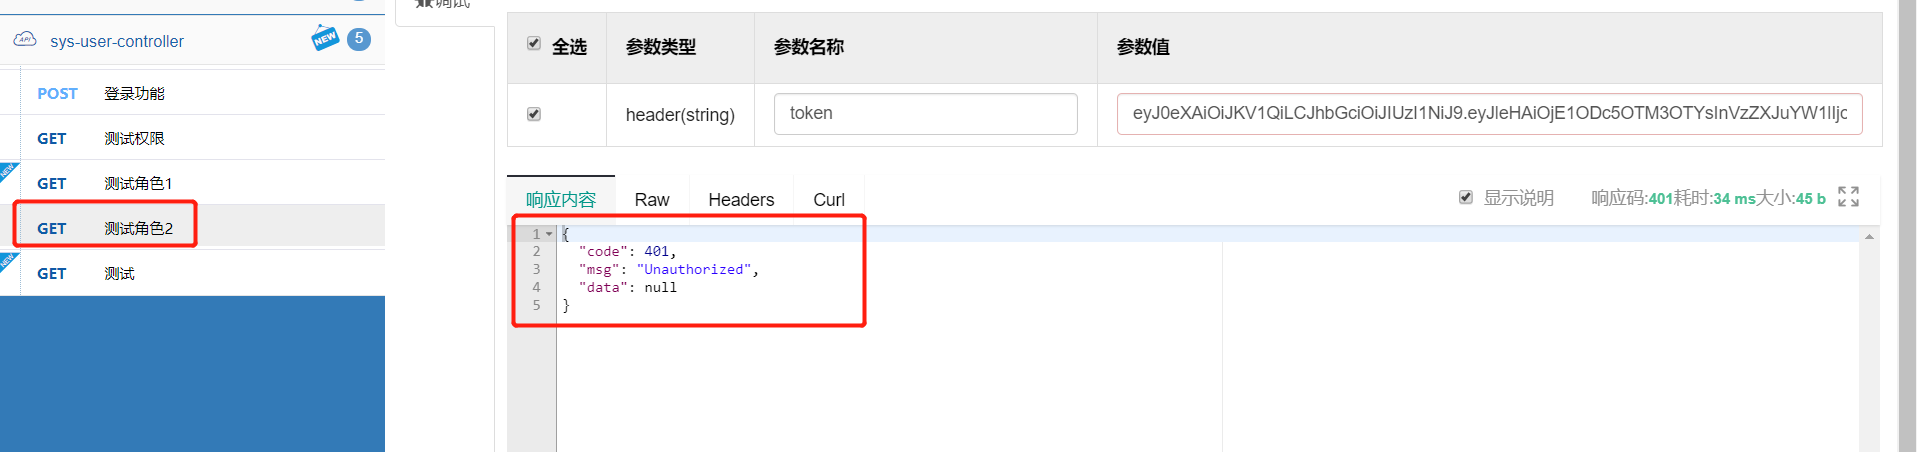 调试
sys-user-controller
NEW
5
POST 登录功能
GET 测试权限
NEW
GET 测试角色1
GET 测试角色2
NEW
GET 测试
全选 参数类型 参数名称 参数值
header(string) token
响应内容 Raw Headers Curl
显示说明 响应码:401耗时:34 ms大小:45 b
1 {
2 "code": 401,
3 "msg": "Unauthorized",
4 "data": null
5 }